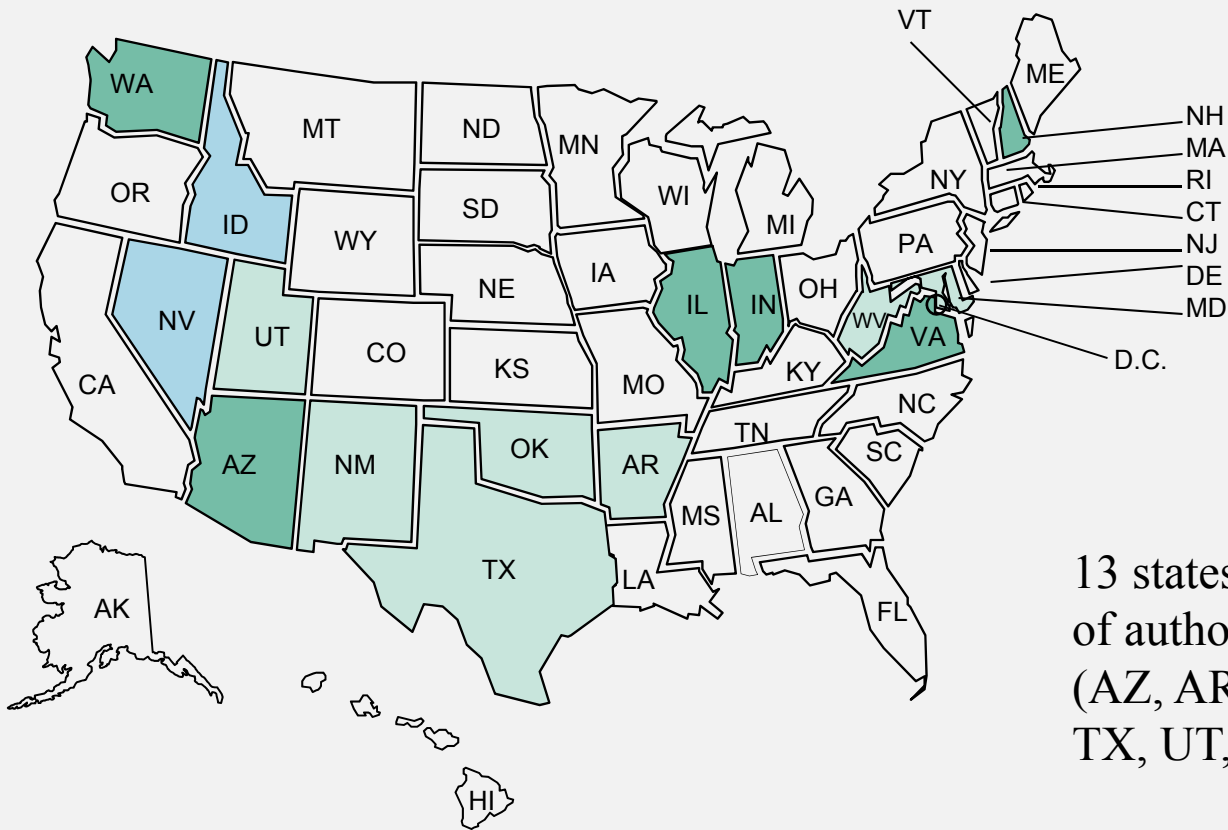 VT
ME
WA
NH
MT
ND
MN
MA
OR
NY
RI
WI
SD
ID
MI
CT
WY
PA
NJ
IA
NE
OH
DE
IL
IN
NV
MD
WV
UT
VA
CO
D.C.
KS
MO
KY
CA
NC
TN
OK
SC
AZ
NM
AR
GA
MS
AL
TX
LA
13 states
AK
FL
of autho
(AZ, AR
TX, UT,
HI